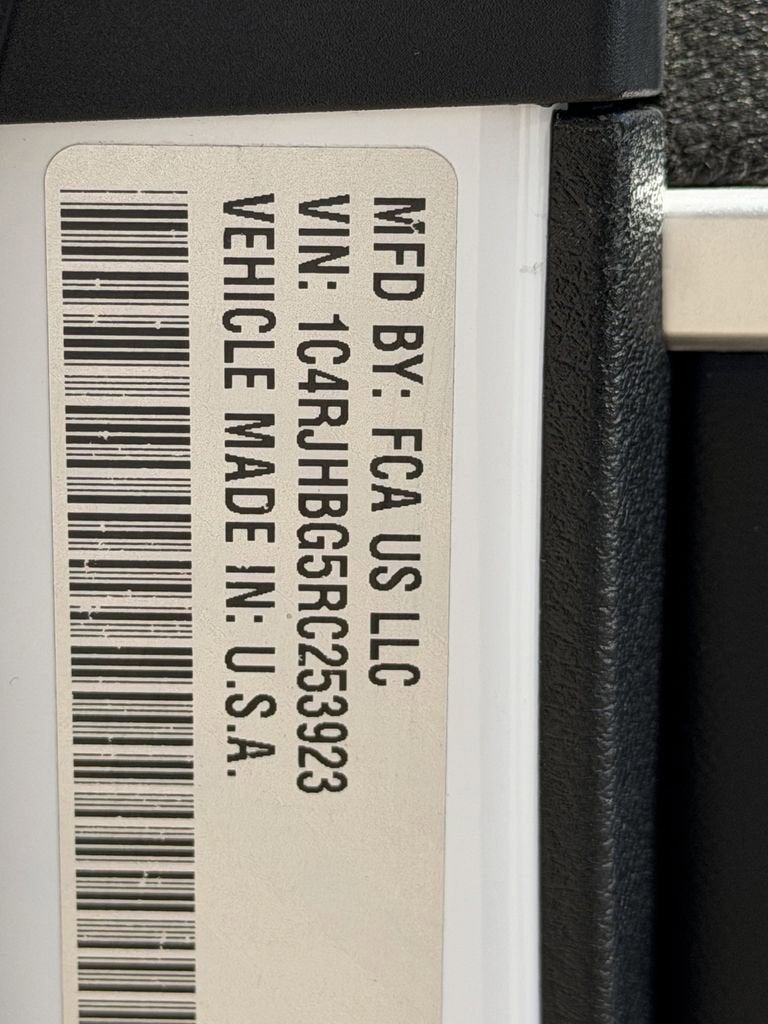 MFD BY: FCA US LLC
VIN: 1C4RJHBG5RC253923
VEHICLE MADE IN: U.S.A.